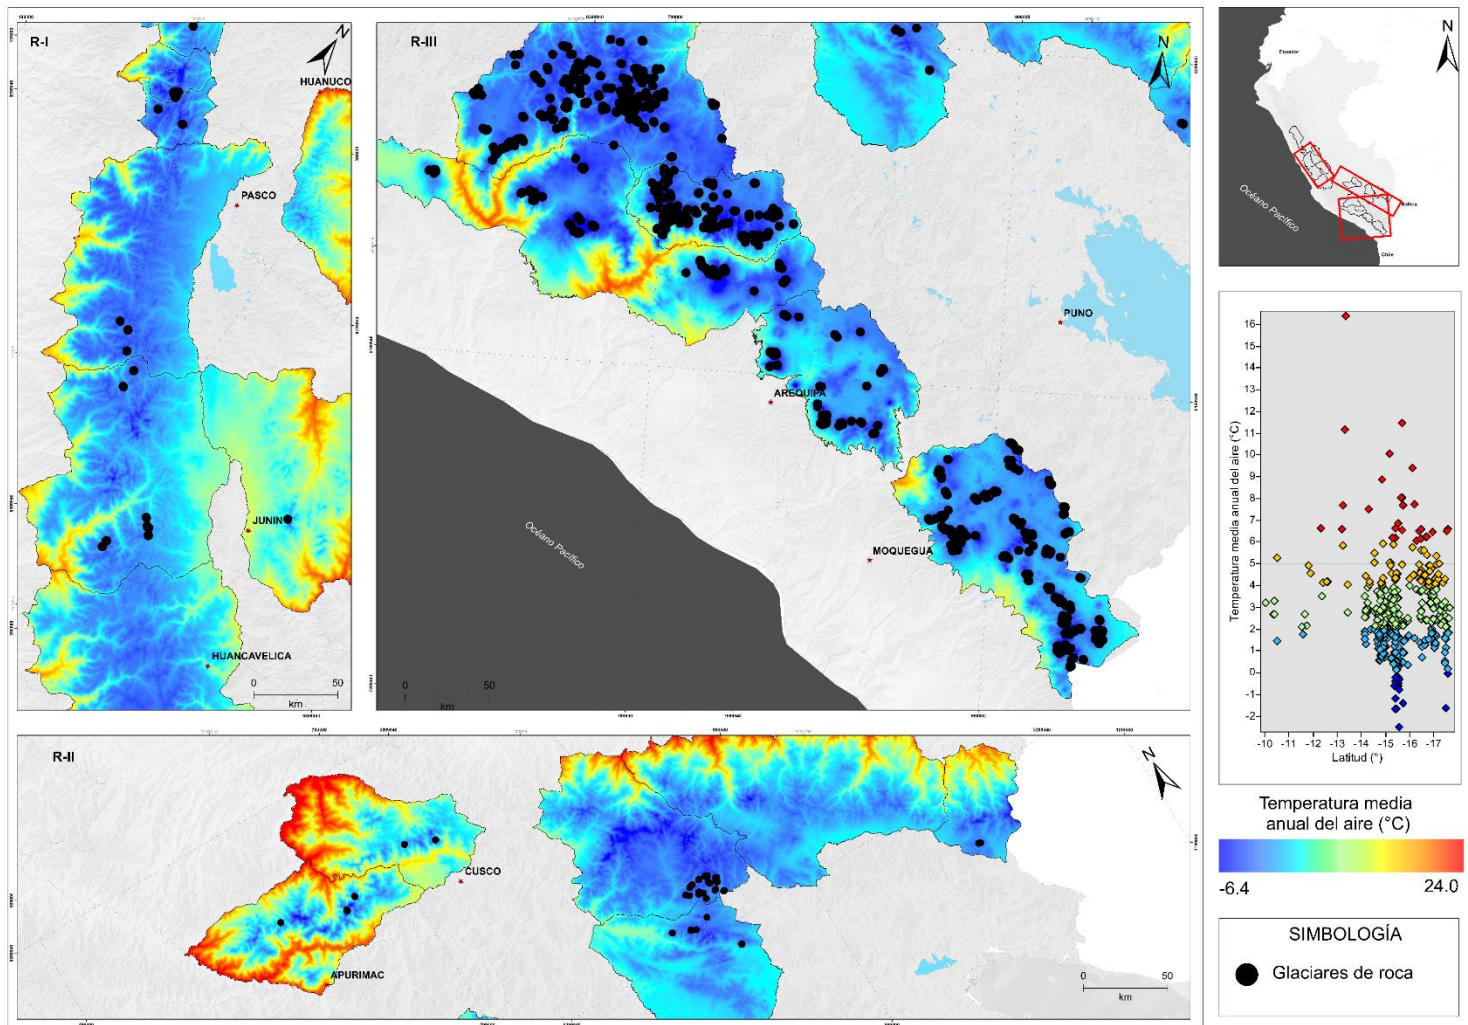 R-I
N
HUANUCO
PASCO
JUNIN
HUANCAVELICA
0 50
km
R-III
N
PUNO
AREQUIPA
MOQUEGUA
Océano Pacífico
0 50
km
R-II
N
CUSCO
APURIMAC
0 50
km
N
Ecuador
Océano Pacífico
Bolivia
Chile
Temperatura media anual del aire (°C)
16
14
13
12
11
10
9
8
7
6
5
4
3
2
1
0
-1
-2
-10 -11 -12 -13 -14 -15 -16 -17
Latitud (°)
Temperatura media
anual del aire (°C)
-6.4 24.0
SIMBOLOGÍA
Glaciares de roca